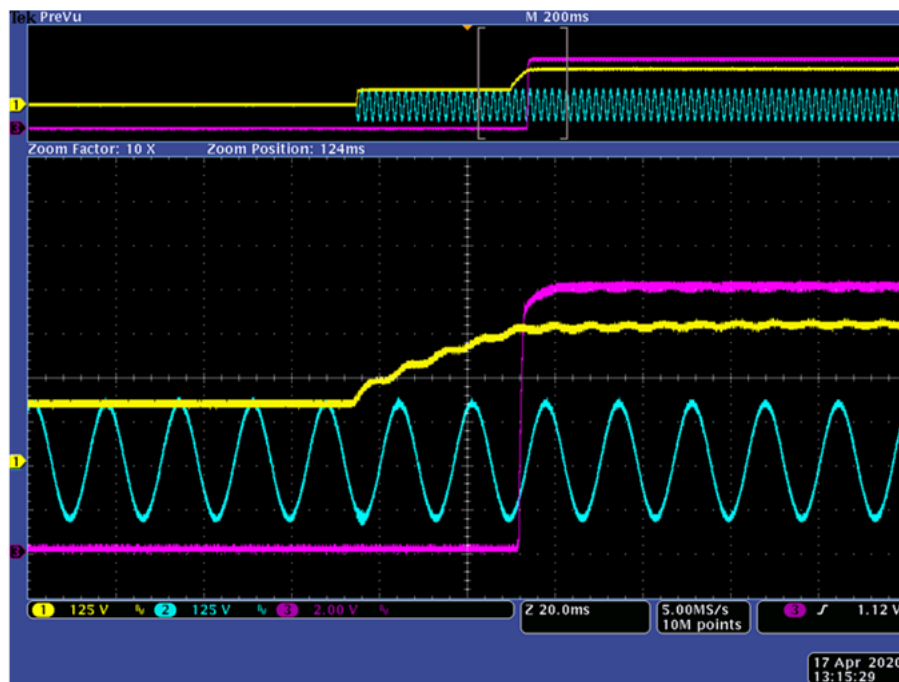 Tek PreVu M 200ms
1
3
Zoom Factor: 10 X Zoom Position: 124ms
1
3
1 125 V 2 125 V 3 2.00 V Z 20.0ms 5.00MS/s 3 1.12 V
10M points
17 Apr 2020
13:15:29